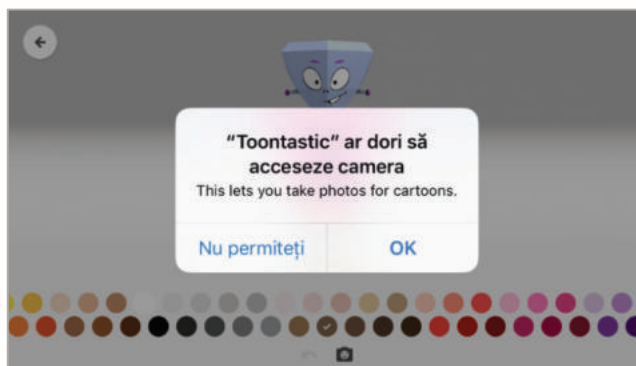 “Toontastic” ar dori să
acceseze camera
This lets you take photos for cartoons.
Nu permiteți
OK